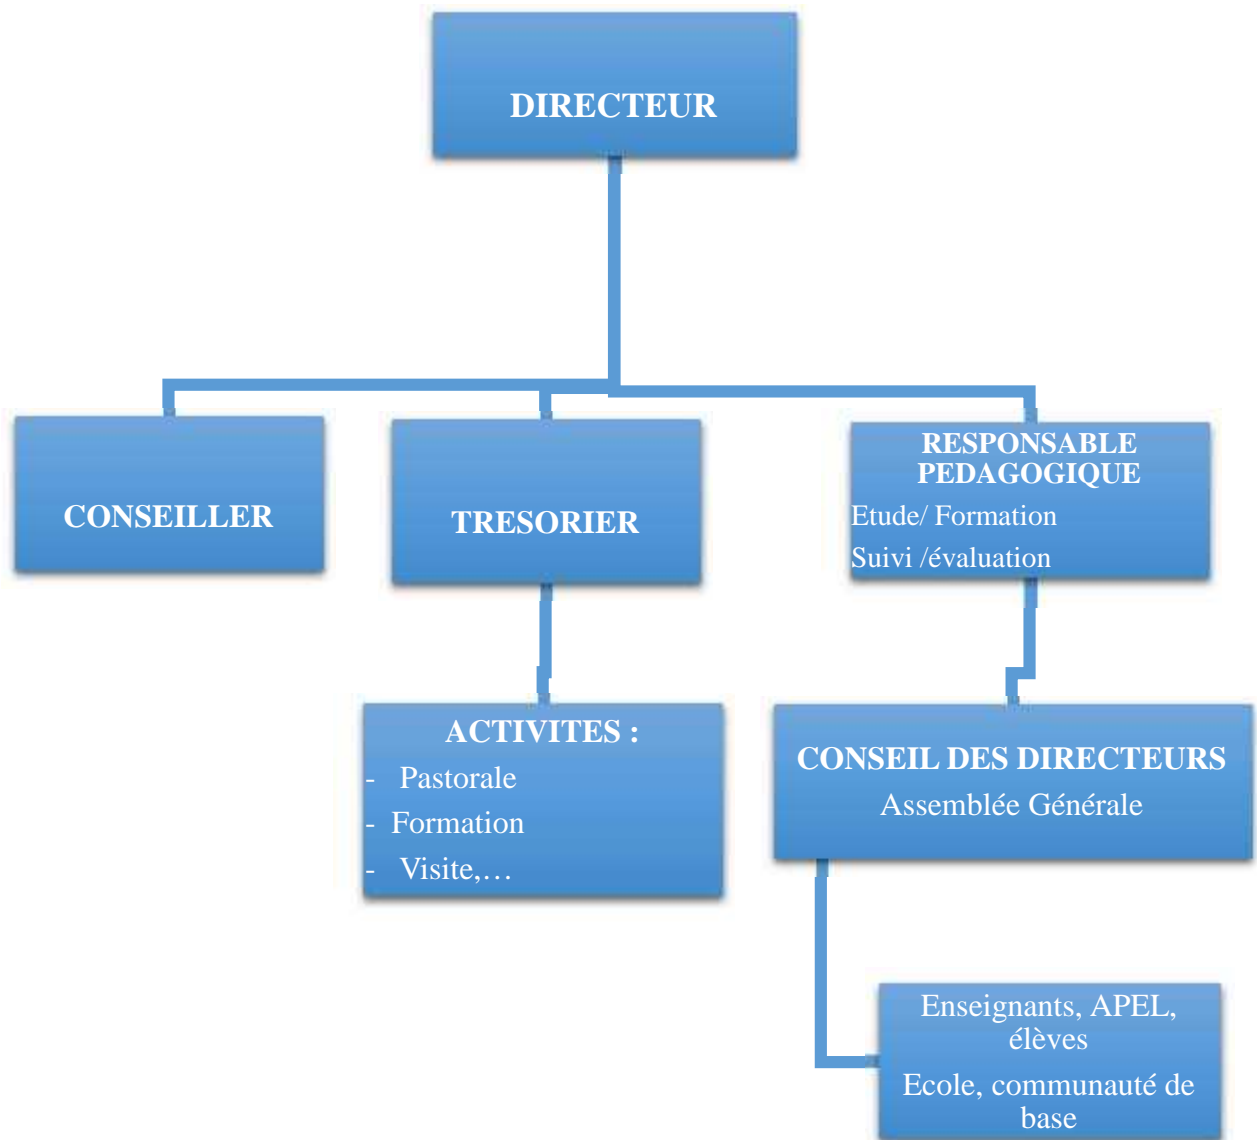 DIRECTEUR
CONSEILLER
TRESORIER
RESPONSABLE
PEDAGOGIQUE
Etude/ Formation
Suivi /évaluation
ACTIVITES :
- Pastorale
- Formation
- Visite,…
CONSEIL DES DIRECTEURS
Assemblée Générale
Enseignants, APEL,
élèves
Ecole, communauté de
base